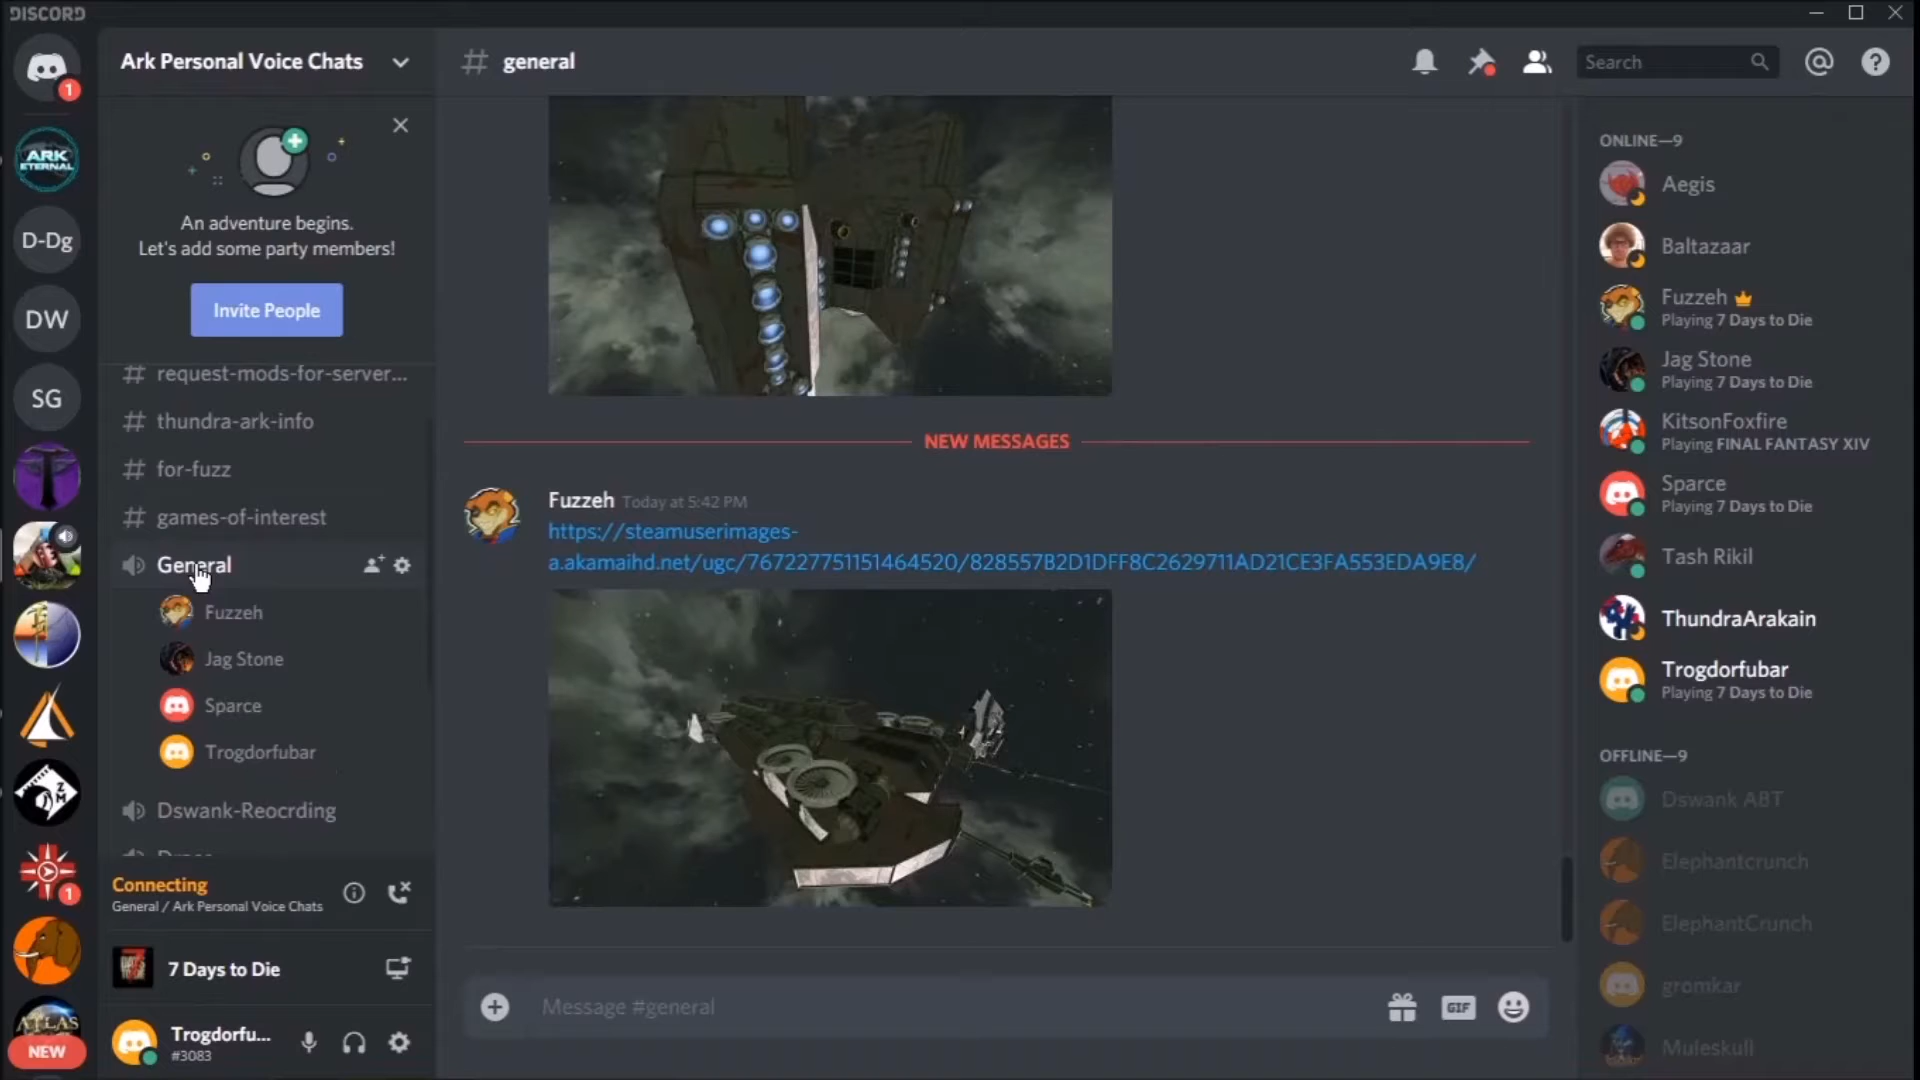 DISCORD
Ark Personal Voice Chats
general
Search
1
ARK
ETERNAL
D-Dg
DW
SG
1
ATLAS
NEW
An adventure begins.
Let's add some party members!
Invite People
request-mods-for-server...
thundra-ark-info
for-fuzz
games-of-interest
General
Fuzzeh
Jag Stone
Sparce
Trogdorfubar
Dswank-Reocrding
Connecting
General / Ark Personal Voice Chats
7 Days to Die
Trogdorfu...
#3083
NEW MESSAGES
Fuzzeh Today at 5:42 PM
https://steamuserimages-
a.akamaihd.net/ugc/767227751151464520/828557B2D1DFF8C2629711AD21CE3FA553EDA9E8/
Message #general
GIF
ONLINE—9
Aegis
Baltazaar
Fuzzeh
Playing 7 Days to Die
Jag Stone
Playing 7 Days to Die
KitsonFoxfire
Playing FINAL FANTASY XIV
Sparce
Playing 7 Days to Die
Tash Rikil
ThundraArakain
Trogdorfubar
Playing 7 Days to Die
OFFLINE—9
Dswank ABT
Elephantcrunch
ElephantCrunch
gromkar
Muleskull